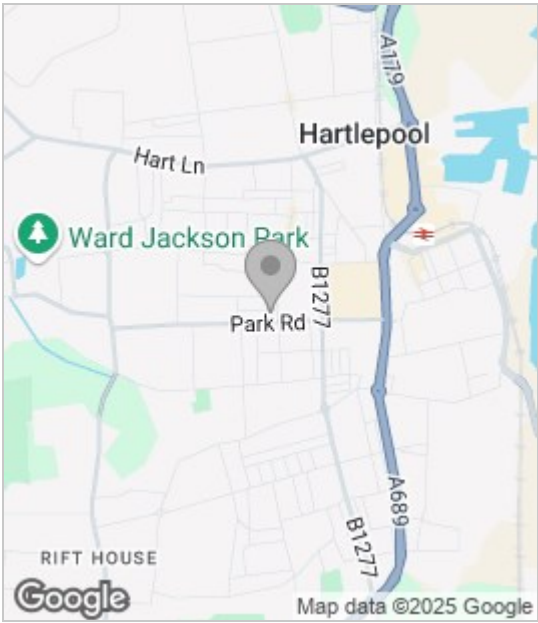 A179
Hartlepool
Hart Ln
Ward Jackson Park
B1277
Park Rd
A689
B1277
RIFT HOUSE
Google
Map data ©2025 Google